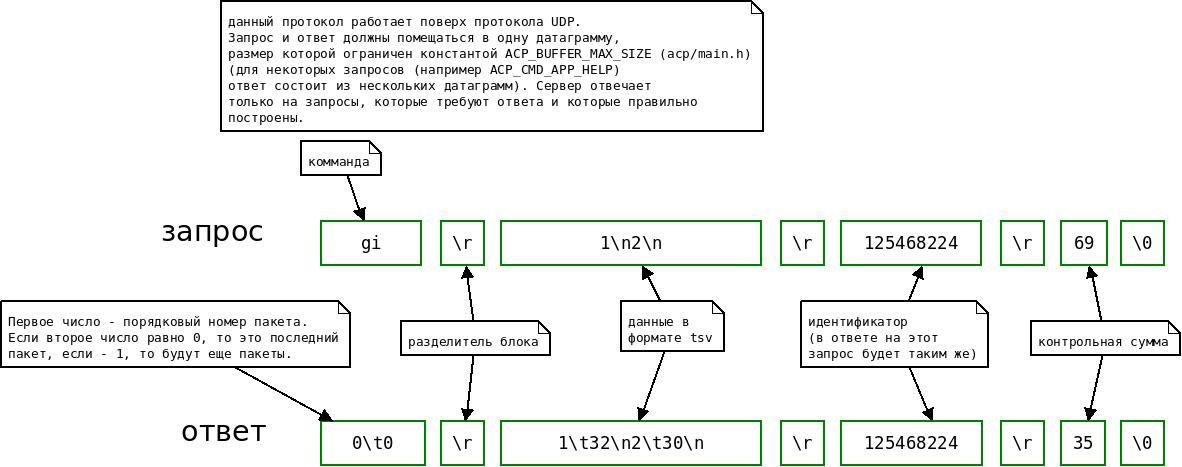 данный протокол работает поверх протокола UDP.
Запрос и ответ должны помещаться в одну датаграмму,
размер которой ограничен константой ACP_BUFFER_MAX_SIZE (acp/main.h)
(для некоторых запросов (например ACP_CMD_APP_HELP)
ответ состоит из нескольких датаграмм). Сервер отвечает
только на запросы, которые требуют ответа и которые правильно
построены.
комманда
запрос
gi
\r
1\n2\n
\r
125468224
\r
69
\0
Первое число - порядковый номер пакета.
Если второе число равно 0, то это последний
пакет, если - 1, то будут еще пакеты.
разделитель блока
данные в
формате tsv
идентификатор
(в ответе на этот
запрос будет таким же)
контрольная сумма
ответ
0\t0
\r
1\t32\n2\t30\n
\r
125468224
\r
35
\0